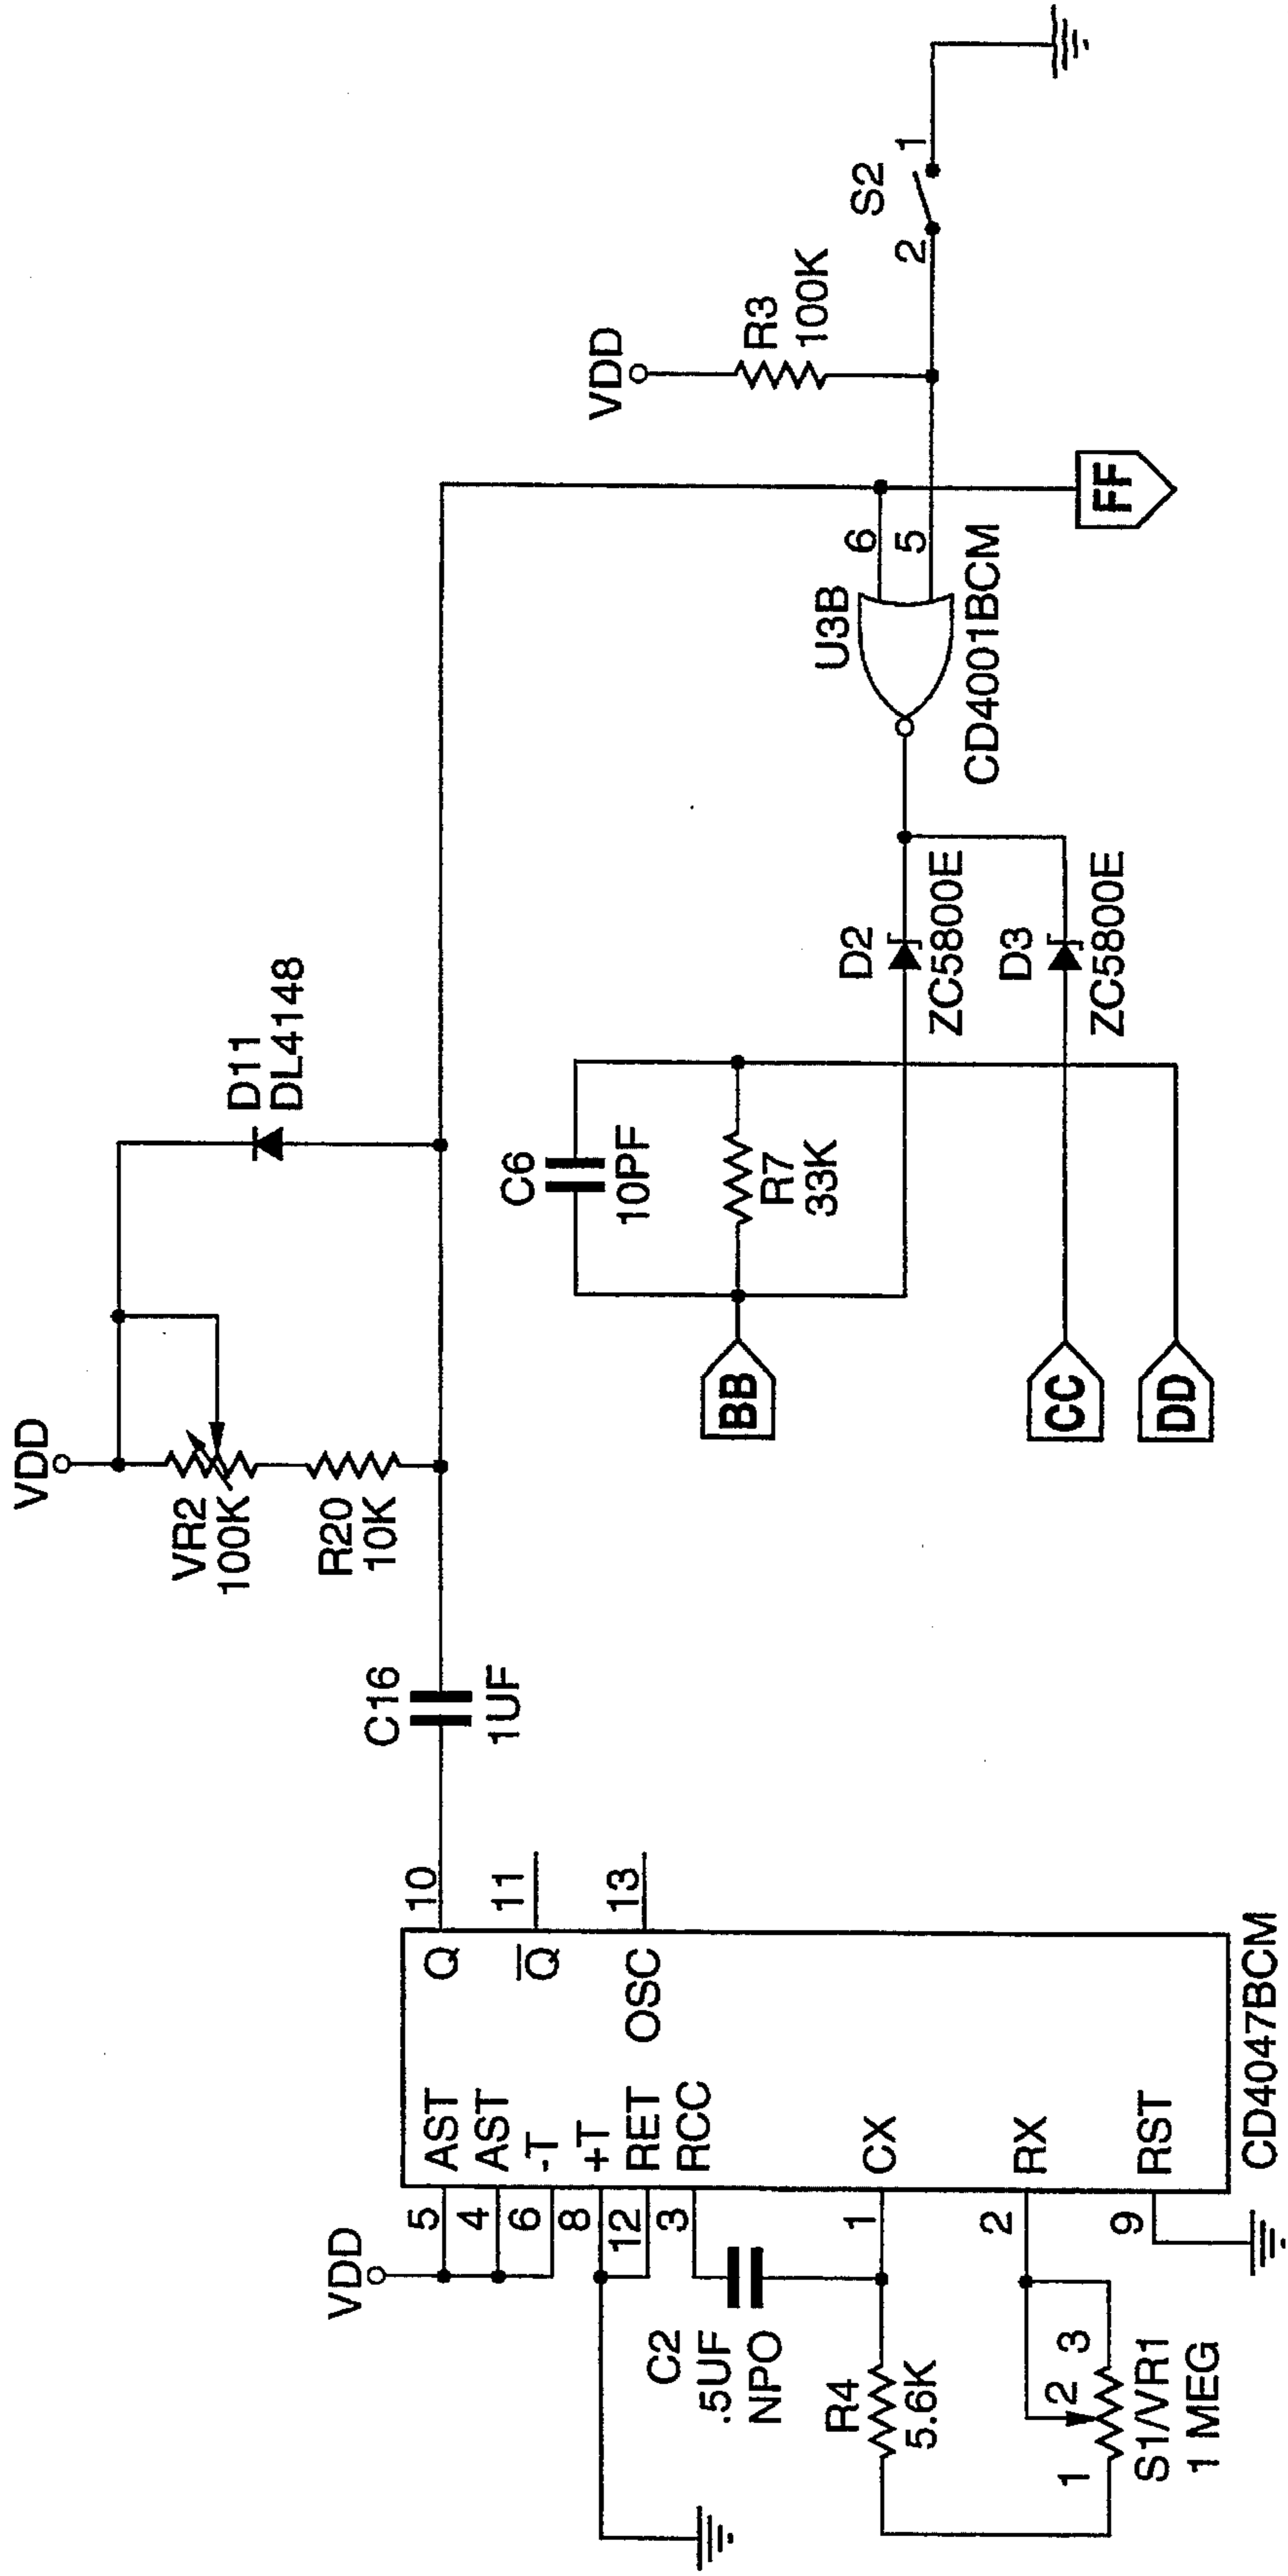 VDD
5
AST
4
AST
6
-T
8
+T
12
RET
3
RCC
1
CX
2
RX
9
RST
Q
10
Q
11
OSC
13
CD4047BCM
C2
.5UF
NPO
R4
5.6K
1
2
3
S1/VR1
1 MEG
C16
1UF
VDD
VR2
100K
R20
10K
D11
DL4148
C6
10PF
R7
33K
BB
CC
DD
D2
ZC5800E
D3
ZC5800E
U3B
6
5
CD4001BCM
FF
VDD
R3
100K
2
S2
1